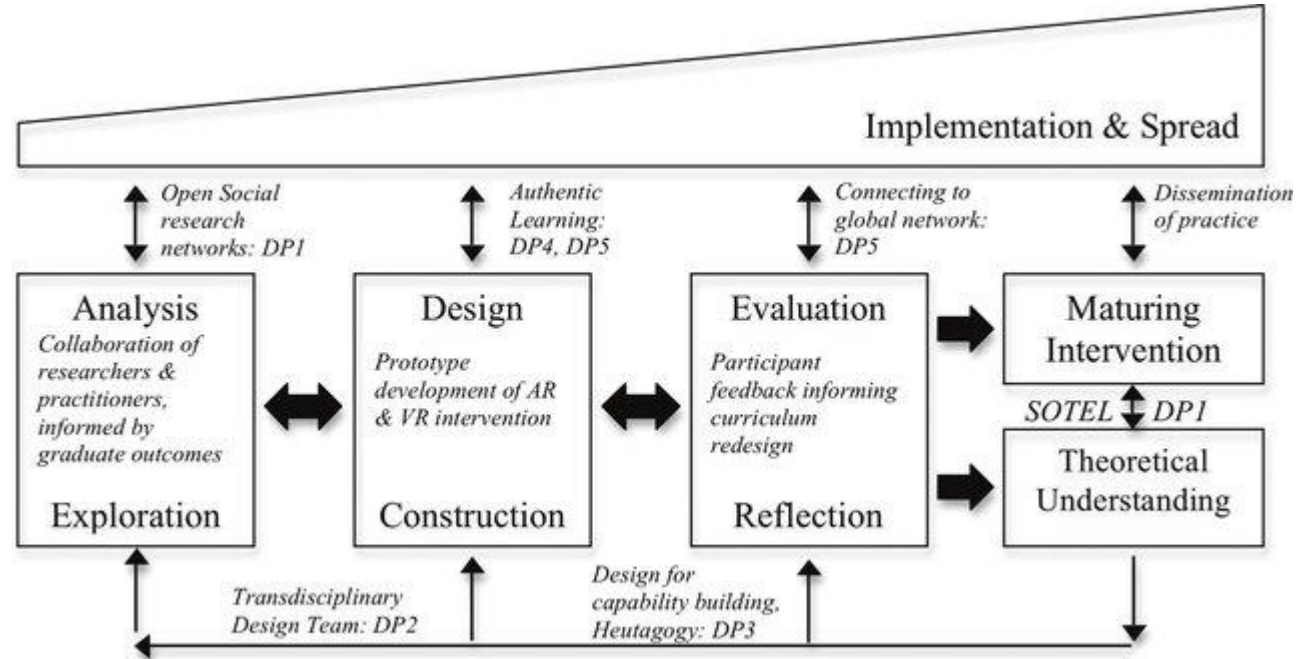 Implementation & Spread
Open Social
research
networks: DP1
Authentic
Learning:
DP4, DP5
Connecting to
global network:
DP5
Dissemination
of practice
Analysis
Collaboration of
researchers &
practitioners,
informed by
graduate outcomes
Exploration
Design
Prototype
development of AR
& VR intervention
Construction
Evaluation
Participant
feedback informing
curriculum
redesign
Reflection
Maturing
Intervention
SOTEL DP1
Theoretical
Understanding
Transdisciplinary
Design Team: DP2
Design for
capability building,
Heutagogy: DP3